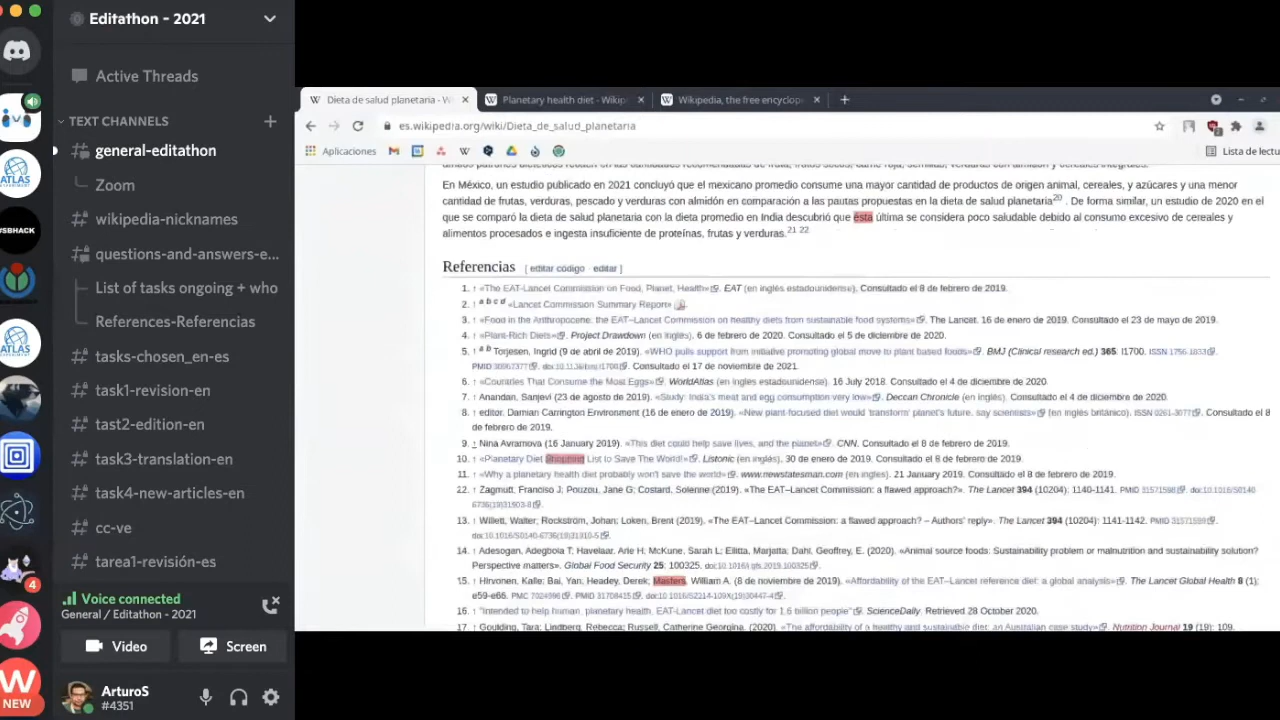 Editathon - 2021
Active Threads
TEXT CHANNELS
general-editathon
Zoom
wikipedia-nicknames
questions-and-answers-e...
List of tasks ongoing + who
References-Referencias
tasks-chosen_en-es
task1-revision-en
tast2-edition-en
task3-translation-en
task4-new-articles-en
cc-ve
tarea1-revisión-es
Voice connected
General / Editathon - 2021
Video
Screen
ArturoS
#4351
ATLAS
HACK
ATLAS
4
W
NEW
Dieta de salud planetaria - W
Planetary health diet - Wikip
Wikipedia, the free encyclop
es.wikipedia.org/wiki/Dieta_de_salud_planetaria
Aplicaciones
Lista de lectu
En México, un estudio publicado en 2021 concluyó que el mexicano promedio consume una mayor cantidad de productos de origen animal, cereales, y azúcares y una menor
cantidad de frutas, verduras, pescado y verduras con almidón en comparación a las pautas propuestas en la dieta de salud planetaria20 . De forma similar, un estudio de 2020 en el
que se comparó la dieta de salud planetaria con la dieta promedio en India descubrió que ésta última se considera poco saludable debido al consumo excesivo de cereales y
alimentos procesados e ingesta insuficiente de proteínas, frutas y verduras.21 22
Referencias [ editar código · editar ]
1. ↑ «The EAT-Lancet Commission on Food, Planet, Health». EAT (en inglés estadounidense). Consultado el 8 de febrero de 2019.
2. ↑ a b c d «Lancet Commission Summary Report».
3. ↑ «Food in the Anthropocene: the EAT–Lancet Commission on healthy diets from sustainable food systems». The Lancet. 16 de enero de 2019. Consultado el 23 de mayo de 2019.
4. ↑ «Plant-Rich Diets». Project Drawdown (en inglés). 6 de febrero de 2020. Consultado el 5 de diciembre de 2020.
5. ↑ a b Torjesen, Ingrid (9 de abril de 2019). «WHO pulls support from initiative promoting global move to plant based foods». BMJ (Clinical research ed.) 365: l1700. ISSN 1756-1833.
PMID 30967377. doi:10.1136/bmj.l1700. Consultado el 17 de noviembre de 2021.
6. ↑ «Countries That Consume the Most Eggs». WorldAtlas (en inglés estadounidense). 16 July 2018. Consultado el 4 de diciembre de 2020.
7. ↑ Anandan, Sanjevi (23 de agosto de 2019). «Study: India's meat and egg consumption very low». Deccan Chronicle (en inglés). Consultado el 4 de diciembre de 2020.
8. ↑ editor, Damian Carrington Environment (16 de enero de 2019). «New plant-focused diet would 'transform' planet's future, say scientists» (en inglés británico). ISSN 0261-3077. Consultado el 8
de febrero de 2019.
9. ↑ Nina Avramova (16 January 2019). «This diet could help save lives, and the planet». CNN. Consultado el 8 de febrero de 2019.
10. ↑ «Planetary Diet Shopping List to Save The World!». Listonic (en inglés). 30 de enero de 2019. Consultado el 8 de febrero de 2019.
11. ↑ «Why a planetary health diet probably won't save the world». www.newstatesman.com (en inglés). 21 January 2019. Consultado el 8 de febrero de 2019.
↑ Zagmutt, Francisco J; Pouzou, Jane G; Costard, Solenne (2019). «The EAT–Lancet Commission: a flawed approach?». The Lancet 394 (10204): 1140-1141. PMID 31571598. doi:10.1016/S0140-
6736(19)31903-8.
13. ↑ Willett, Walter; Rockström, Johan; Loken, Brent (2019). «The EAT–Lancet Commission: a flawed approach? – Authors' reply». The Lancet 394 (10204): 1141-1142. PMID 31571599.
doi:10.1016/S0140-6736(19)31910-5.
14. ↑ Adesogan, Adegbola T; Havelaar, Arie H; McKune, Sarah L; Eilitta, Marjatta; Dahl, Geoffrey, E. (2020). «Animal source foods: Sustainability problem or malnutrition and sustainability solution?
Perspective matters». Global Food Security 25: 100325. doi:10.1016/j.gfs.2019.100325.
15. ↑ Hirvonen, Kalle; Bai, Yan; Headey, Derek; Masters, William A. (8 de noviembre de 2019). «Affordability of the EAT–Lancet reference diet: a global analysis». The Lancet Global Health 8 (1):
e59-e66. PMC 7024996. PMID 31708415. doi:10.1016/S2214-109X(19)30447-4.
16. ↑ "Intended to help human, planetary health, EAT-Lancet diet too costly for 1.6 billion people". ScienceDaily. Retrieved 28 October 2020.
17. ↑ Goulding, Tara; Lindberg, Rebecca; Russell, Catherine Georgina. (2020). «The affordability of a healthy and sustainable diet: an Australian case study». Nutrition Journal 19 (19): 109.